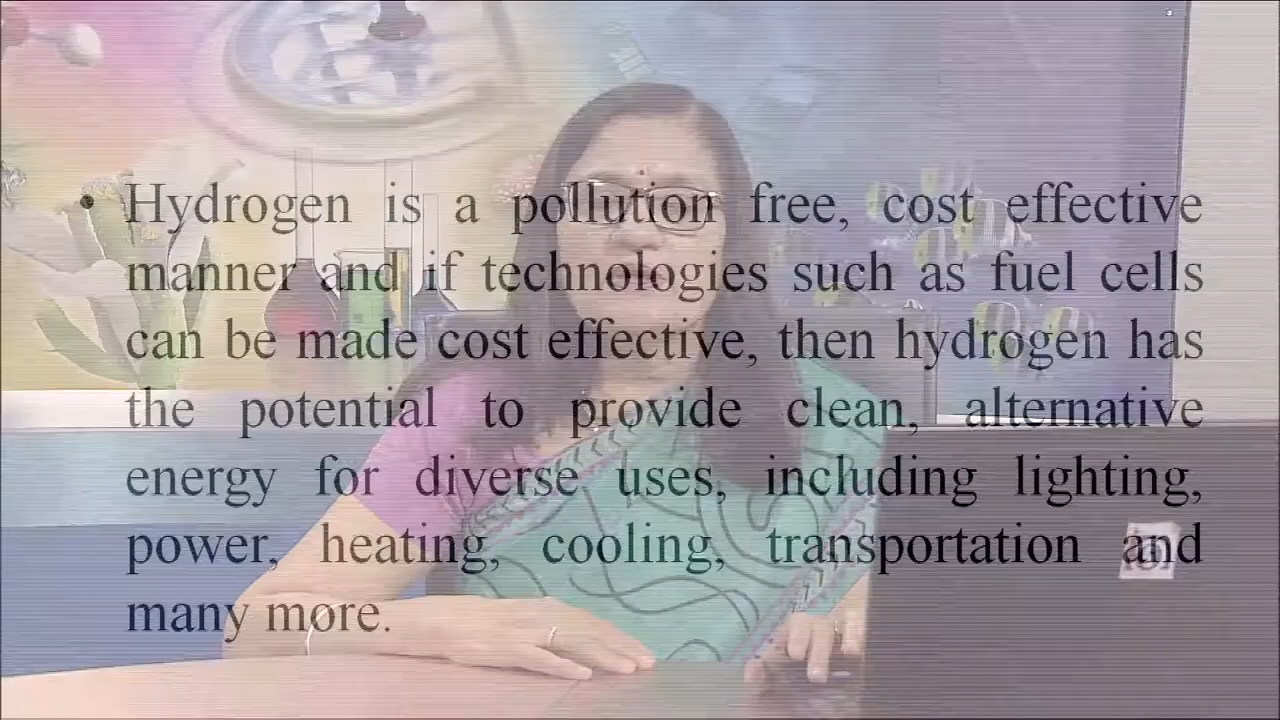 • Hydrogen is a pollution free, cost effective
manner and if technologies such as fuel cells
can be made cost effective, then hydrogen has
the potential to provide clean, alternative
energy for diverse uses, including lighting,
power, heating, cooling, transportation and
many more.